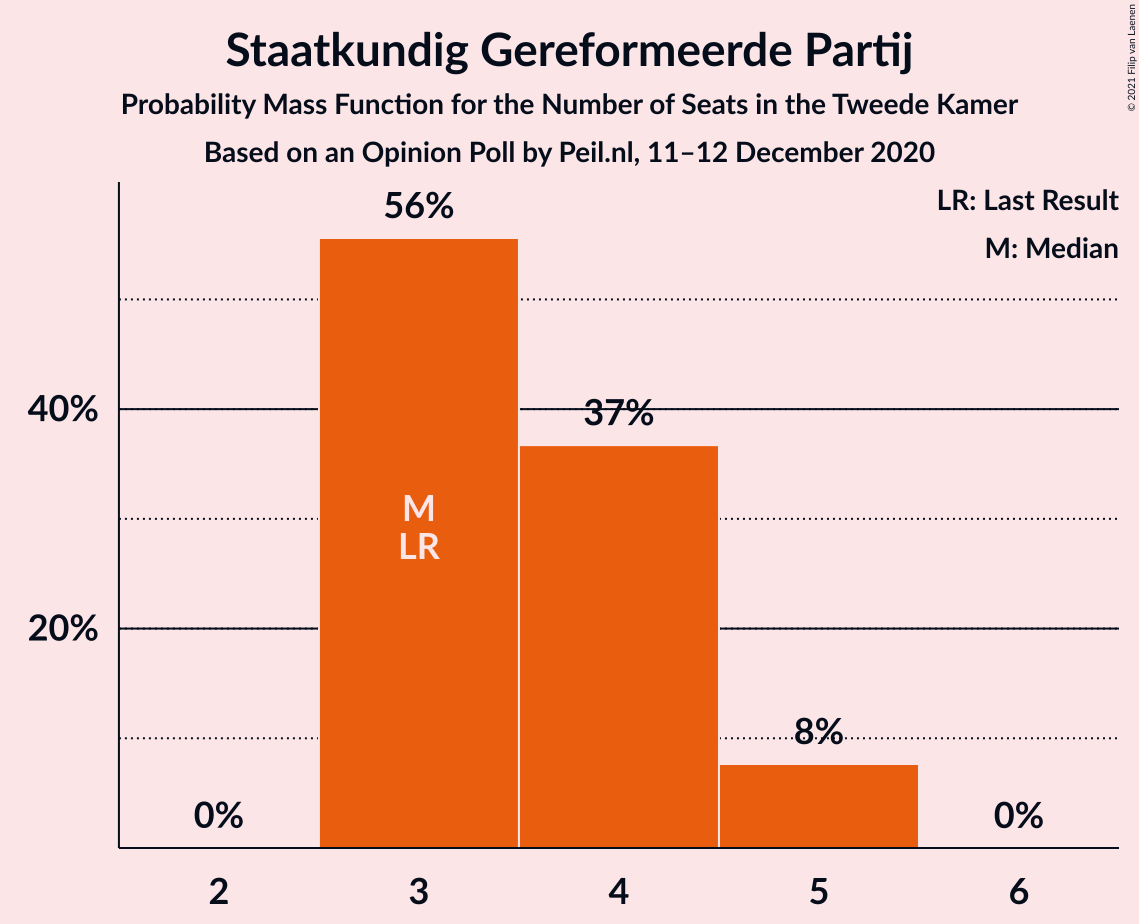 Staatkundig Gereformeerde Partij
Probability Mass Function for the Number of Seats in the Tweede Kamer
Based on an Opinion Poll by Peil.nl, 11–12 December 2020
© 2021 Filip van Laenen
LR: Last Result
M: Median
56%
40%
37%
M
LR
20%
8%
0%
0%
2 3 4 5 6